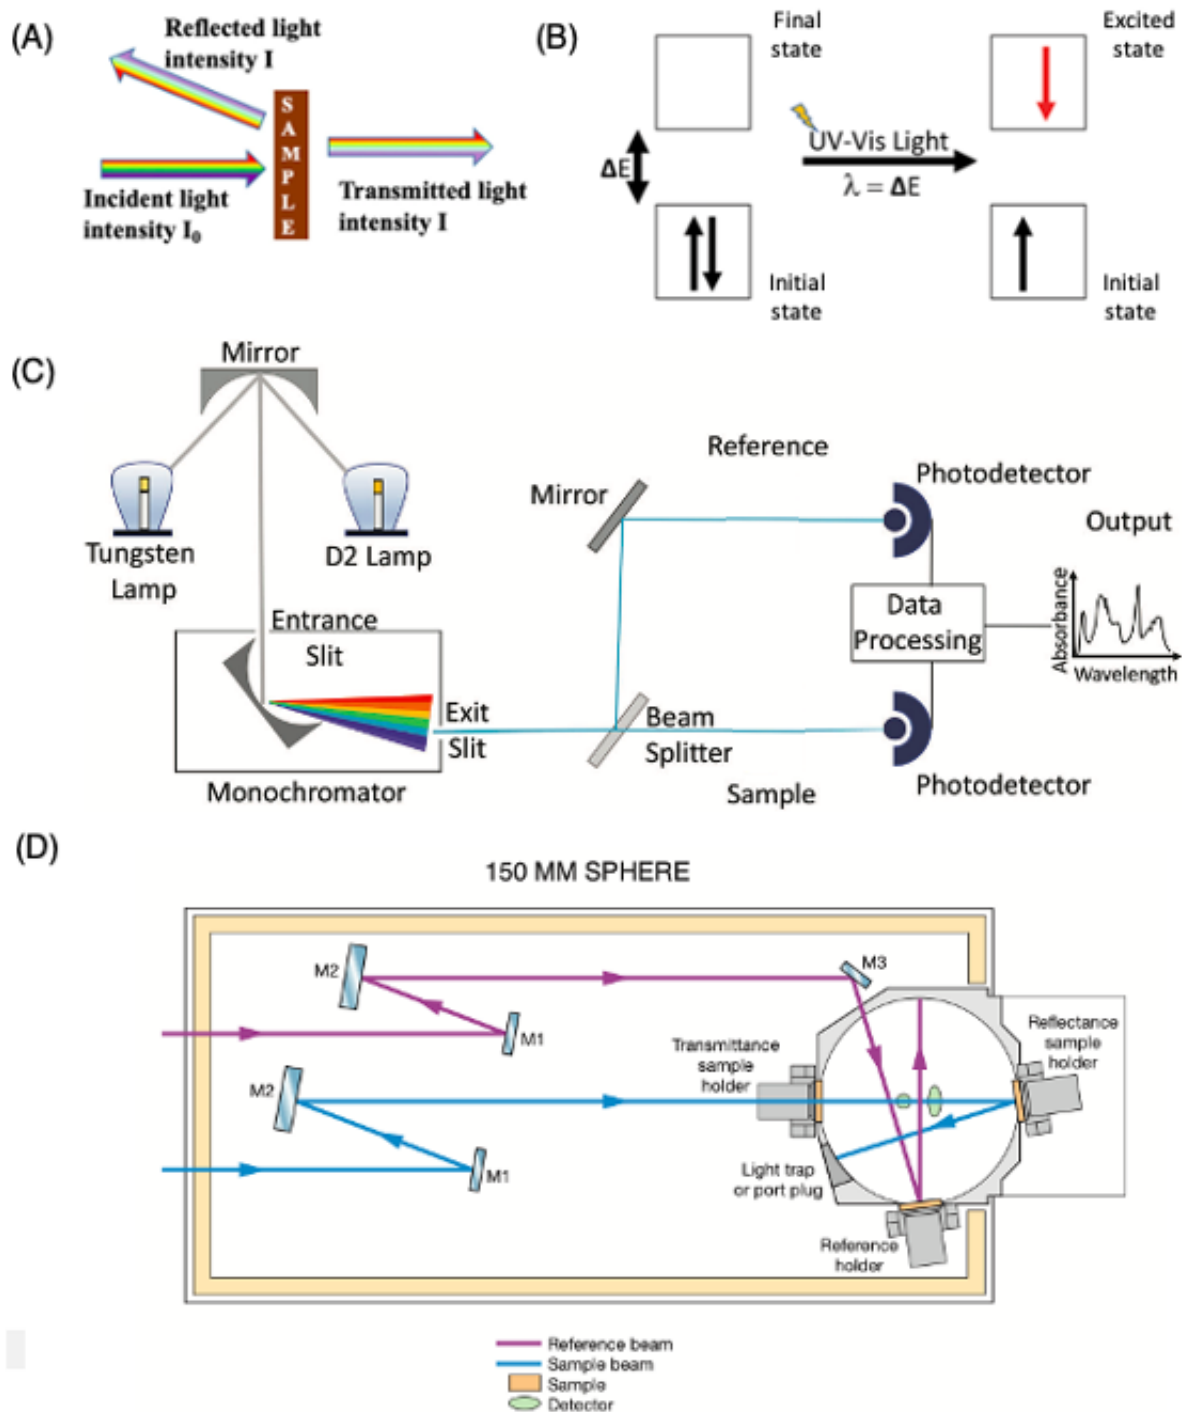 (A)
Reflected light
intensity I
SAMPLE
Incident light
intensity I₀
Transmitted light
intensity I
(B)
Final
state
Excited
state
ΔE
UV-Vis Light
λ = ΔE
Initial
state
Initial
state
(C)
Mirror
Tungsten
Lamp
D2 Lamp
Entrance
Slit
Exit
Slit
Monochromator
Mirror
Reference
Beam
Splitter
Sample
Photodetector
Photodetector
Data
Processing
Output
Absorbance
Wavelength
(D)
150 MM SPHERE
M2
M1
M3
M2
M1
Transmittance
sample
holder
Reflectance
sample
holder
Light trap
or port plug
Reference
holder
Reference beam
Sample beam
Sample
Detector